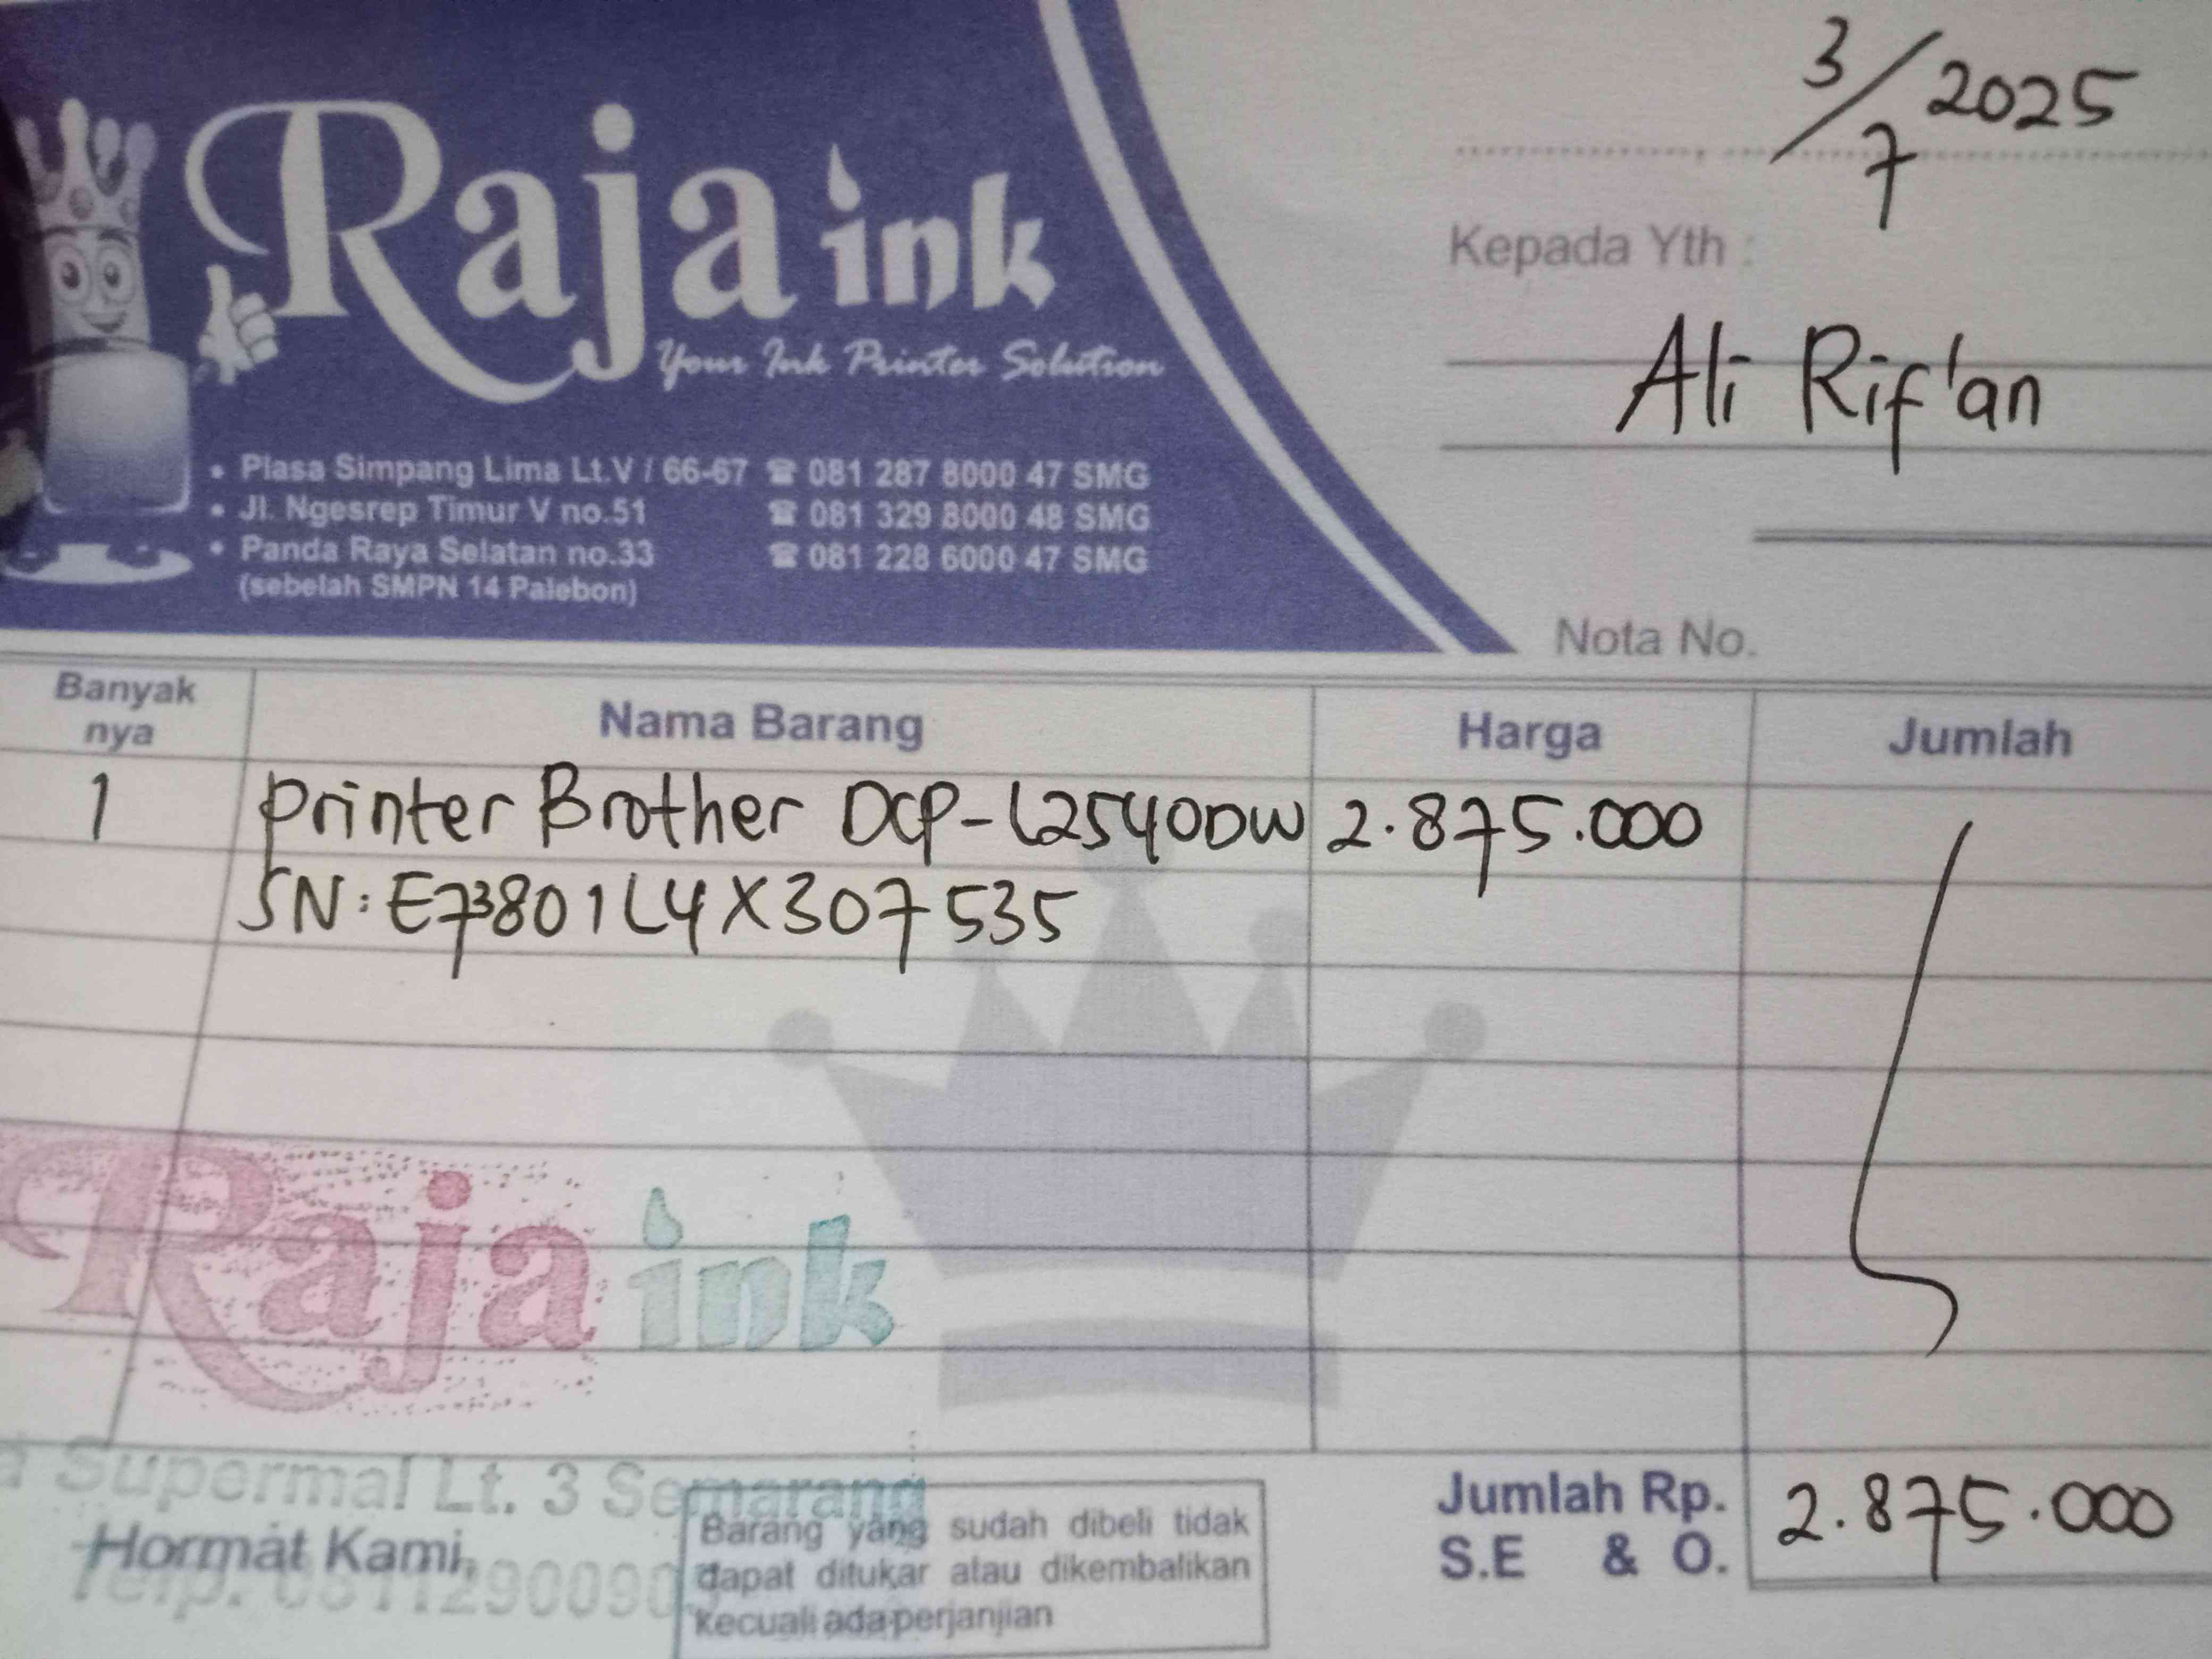 3/7 2025
Raja ink
Your Ink Printer Solution
• Plasa Simpang Lima Lt.V / 66-67 ☎ 081 287 8000 47 SMG
• Jl. Ngesrep Timur V no.51 ☎ 081 329 8000 48 SMG
• Panda Raya Selatan no.33 ☎ 081 228 6000 47 SMG
(sebelah SMPN 14 Palebon)
Kepada Yth :
Ali Rif'an
Nota No.
Banyak nya Nama Barang Harga Jumlah
1 Printer Brother DCP-L2540DW 2.875.000
SN: E73801L4X307535
Raja ink
Supermal Lt. 3 Semarang
Telp.
Hormat Kami,
Barang yang sudah dibeli tidak
dapat ditukar atau dikembalikan
kecuali ada perjanjian
Jumlah Rp. 2.875.000
S.E & O.